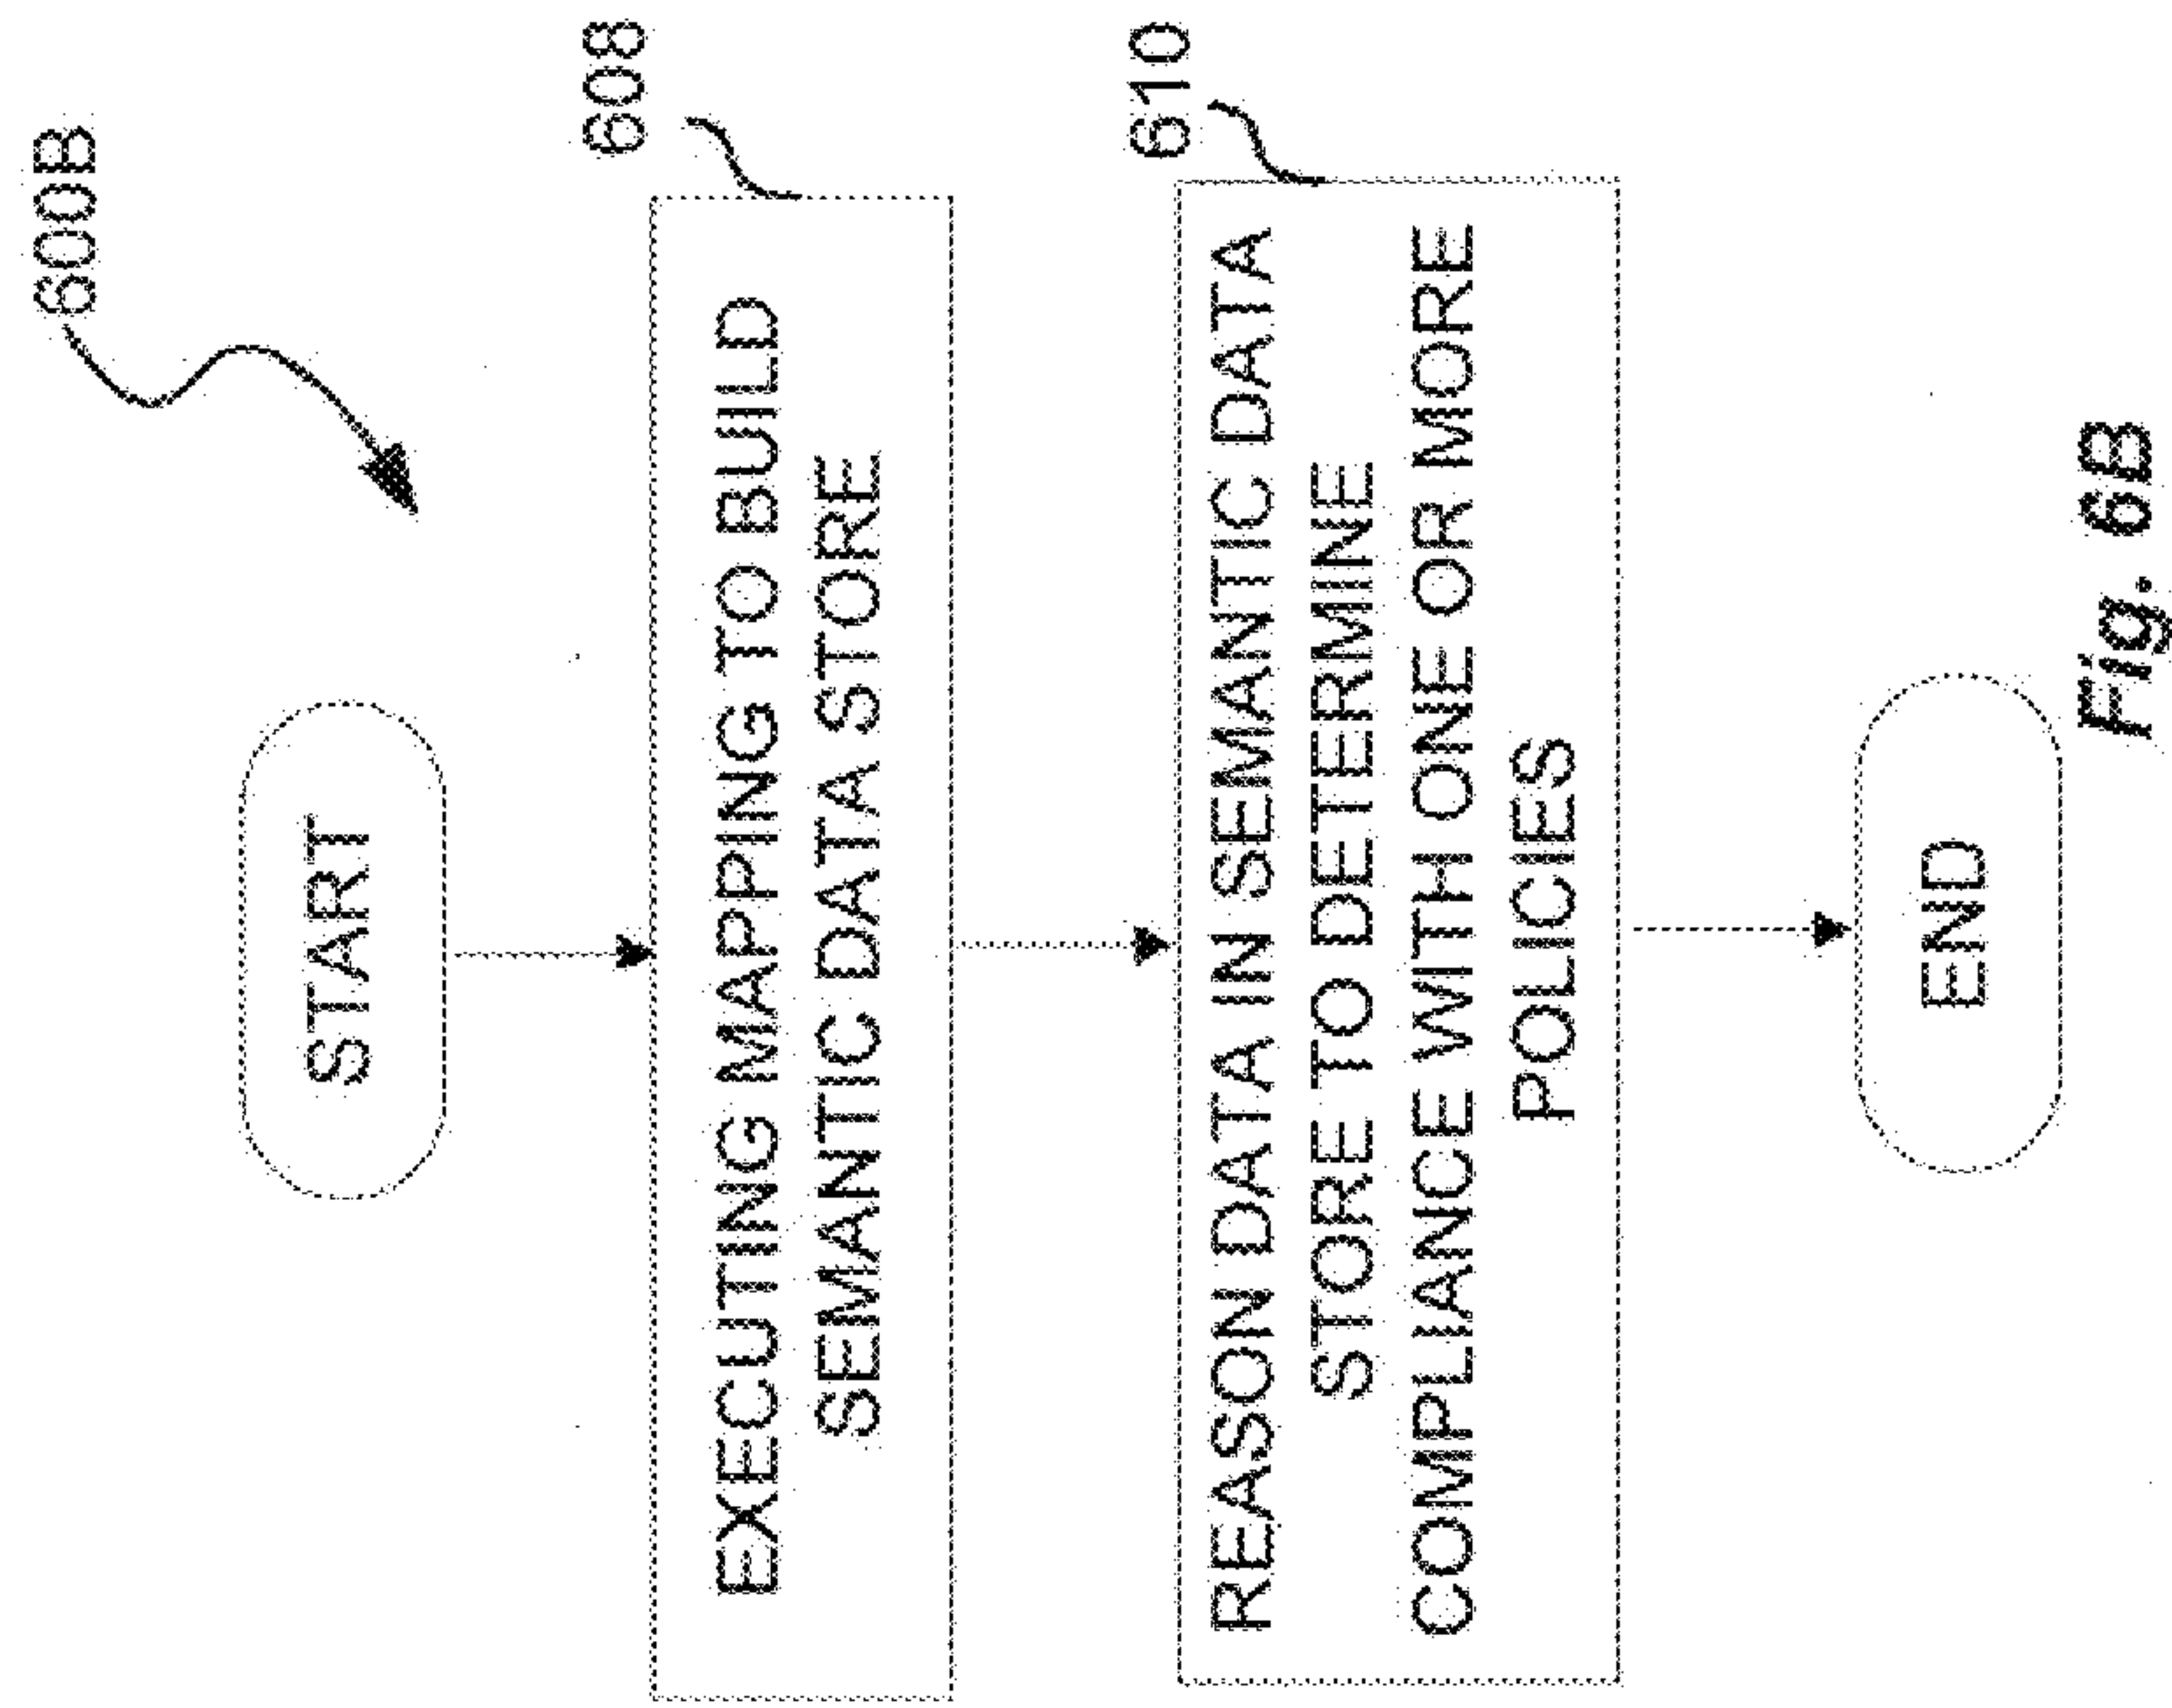 600B
START
608
EXECUTING MAPPING TO BUILD
SEMANTIC DATA STORE
610
REASON DATA IN SEMANTIC DATA
STORE TO DETERMINE
COMPLIANCE WITH ONE OR MORE
POLICIES
END
Fig. 6B